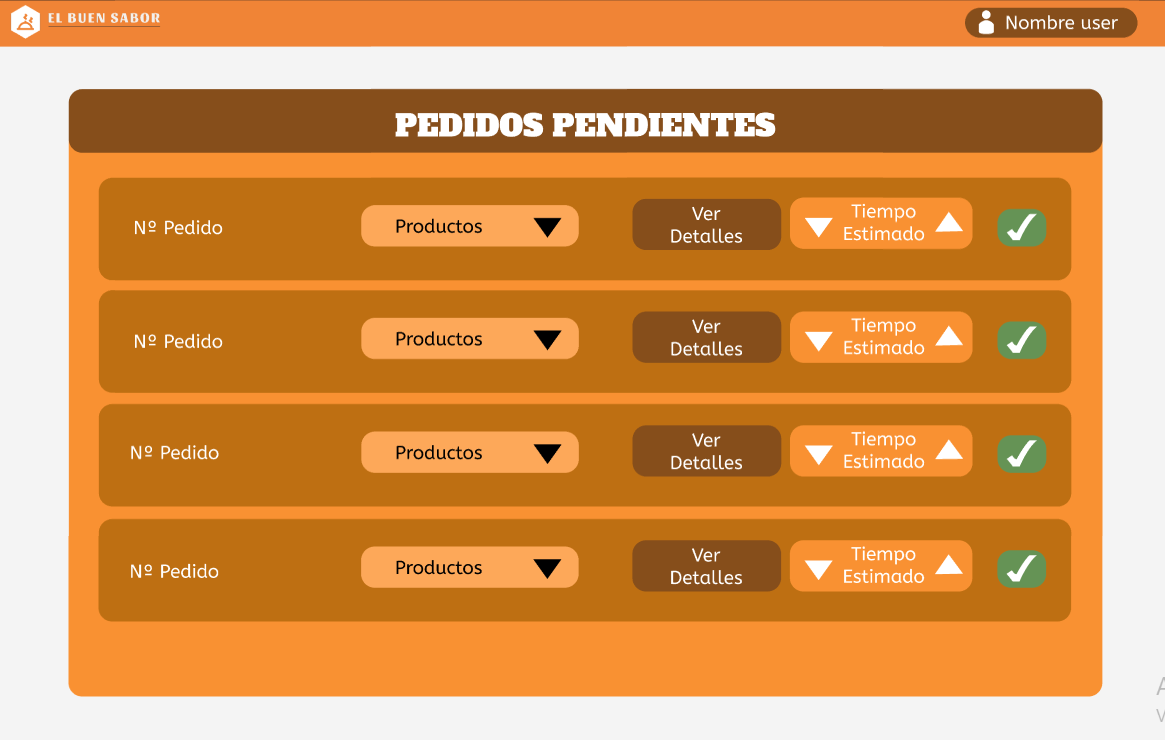 EL BUEN SABOR
Nombre user
PEDIDOS PENDIENTES
Nº Pedido
Productos
Ver
Detalles
Tiempo
Estimado
Nº Pedido
Productos
Ver
Detalles
Tiempo
Estimado
Nº Pedido
Productos
Ver
Detalles
Tiempo
Estimado
Nº Pedido
Productos
Ver
Detalles
Tiempo
Estimado